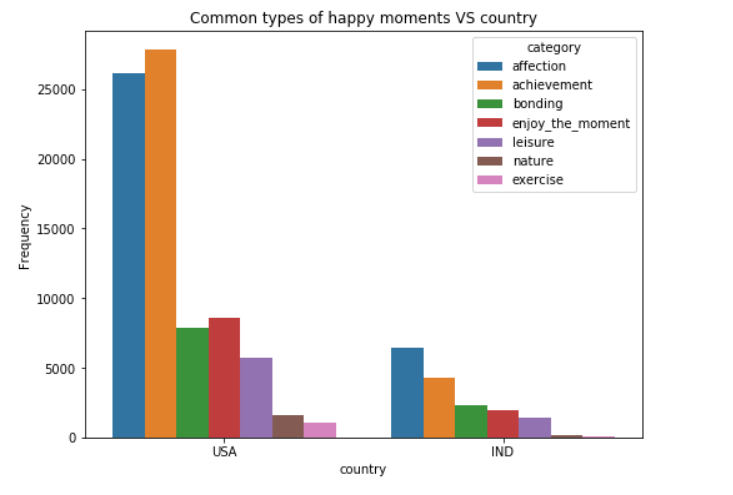 Common types of happy moments VS country
category
affection
achievement
bonding
enjoy_the_moment
leisure
nature
exercise
25000
20000
15000
10000
5000
0
Frequency
USA IND
country